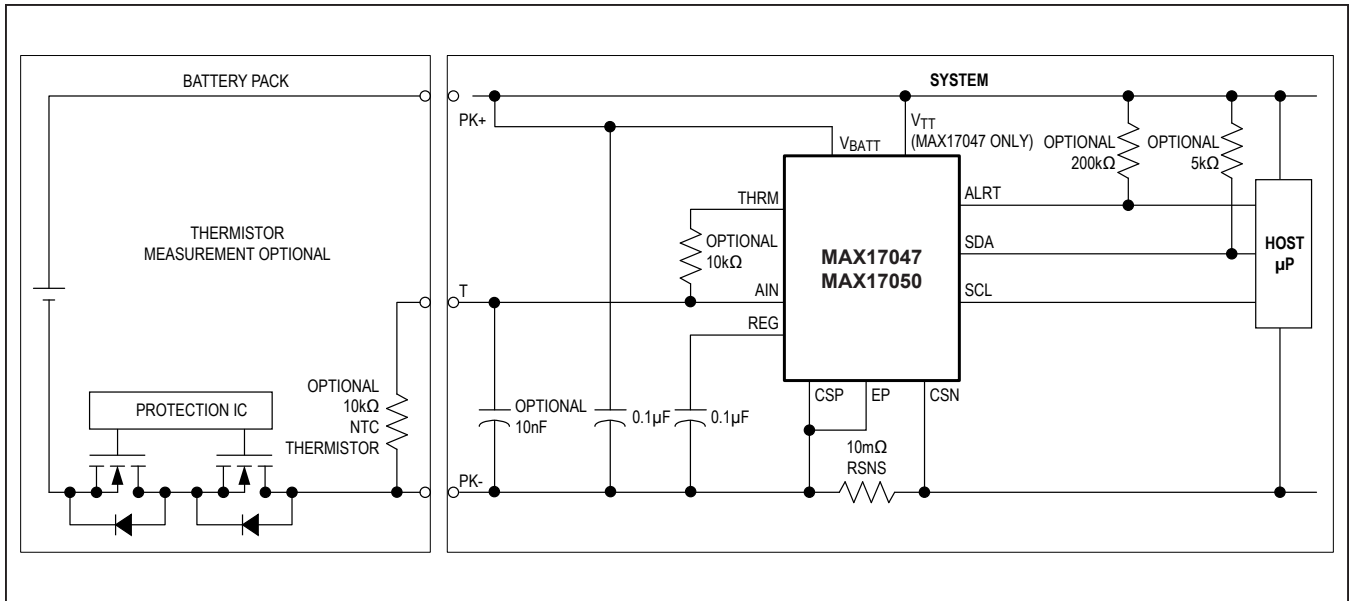 BATTERY PACK
SYSTEM
PK+
VBATT
VTT
(MAX17047 ONLY)
OPTIONAL
200kΩ
OPTIONAL
5kΩ
THERMISTOR
MEASUREMENT OPTIONAL
THRM
OPTIONAL
10kΩ
MAX17047
MAX17050
ALRT
SDA
SCL
HOST
µP
T
AIN
REG
OPTIONAL
10kΩ
NTC
THERMISTOR
PROTECTION IC
OPTIONAL
10nF
0.1µF
0.1µF
CSP
EP
CSN
10mΩ
RSNS
PK-